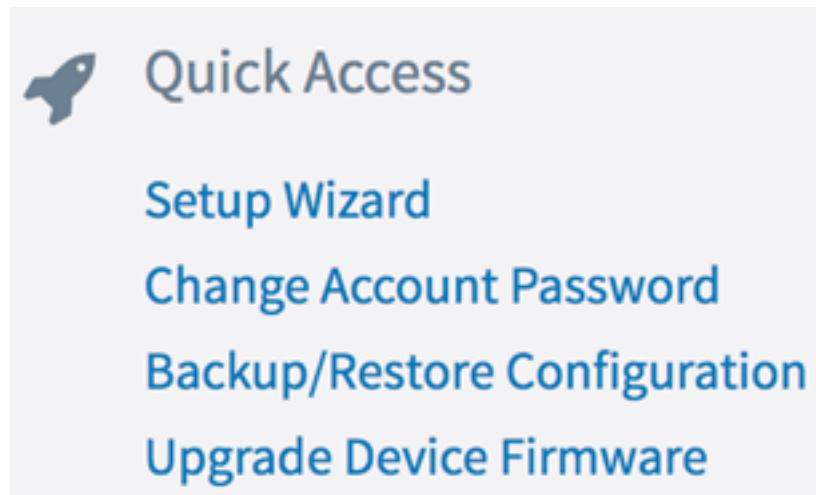 Quick Access
Setup Wizard
Change Account Password
Backup/Restore Configuration
Upgrade Device Firmware